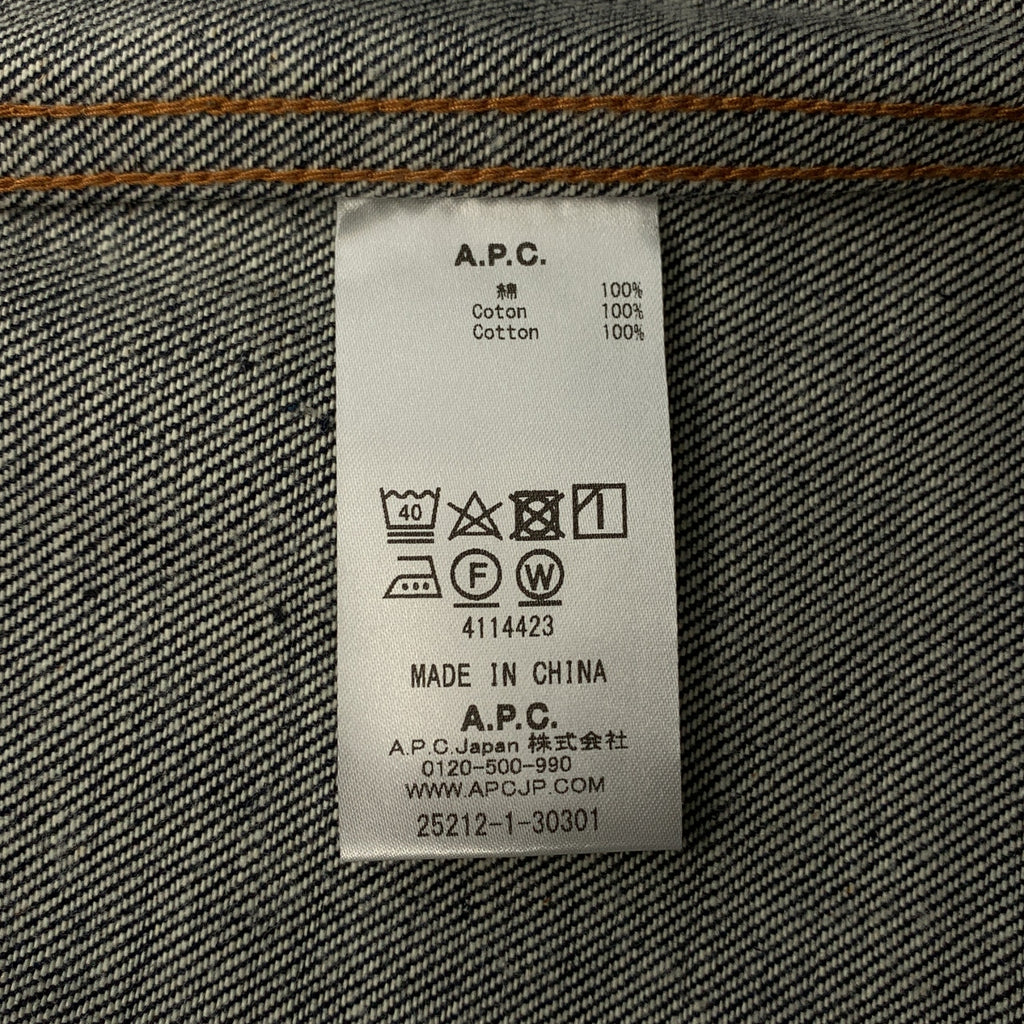 A.P.C.
綿 100%
Coton 100%
Cotton 100%
40
F W
4114423
MADE IN CHINA
A.P.C.
A.P.C.Japan 株式会社
0120-500-990
WWW.APCJP.COM
25212-1-30301